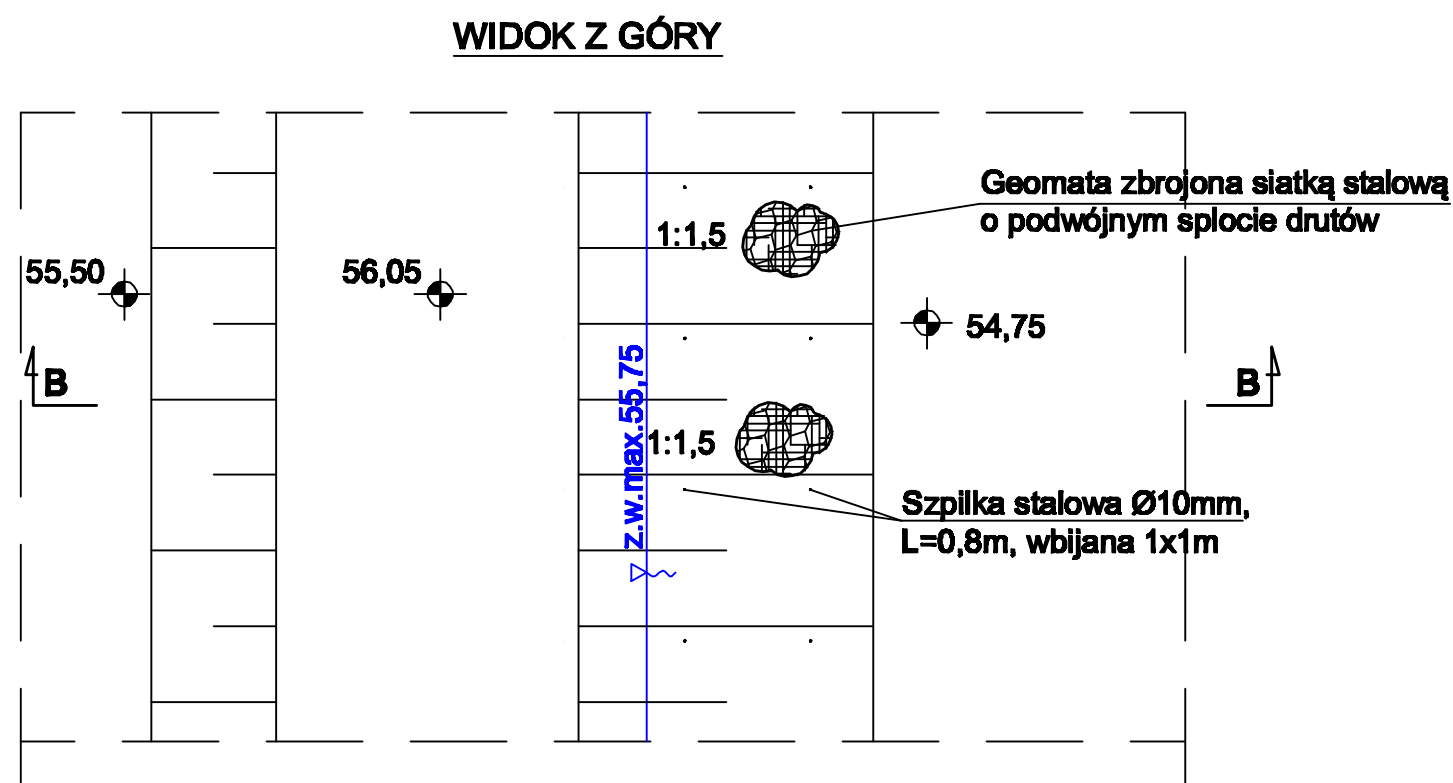 WIDOK Z GÓRY
Geomata zbrojona siatką stalową
o podwójnym splocie drutów
1:1,5
55,50
56,05
54,75
z.w.max.55,75
B
B
1:1,5
Szpilka stalowa Ø10mm,
L=0,8m, wbijana 1x1m